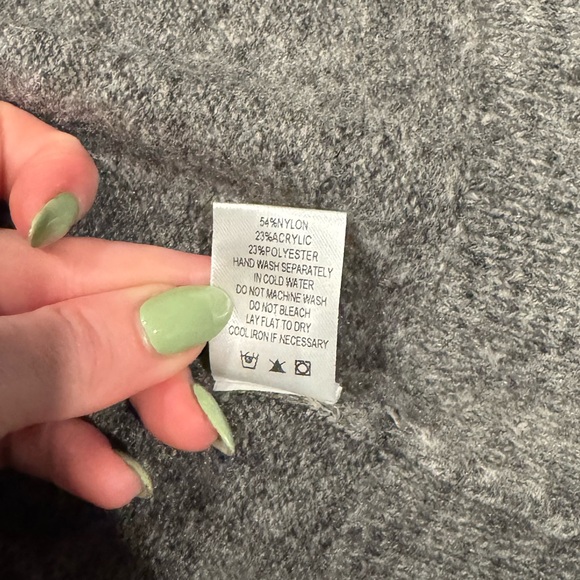 54%NYLON
23%ACRYLIC
23%POLYESTER
HAND WASH SEPARATELY
IN COLD WATER
DO NOT MACHINE WASH
DO NOT BLEACH
LAY FLAT TO DRY
COOL IRON IF NECESSARY